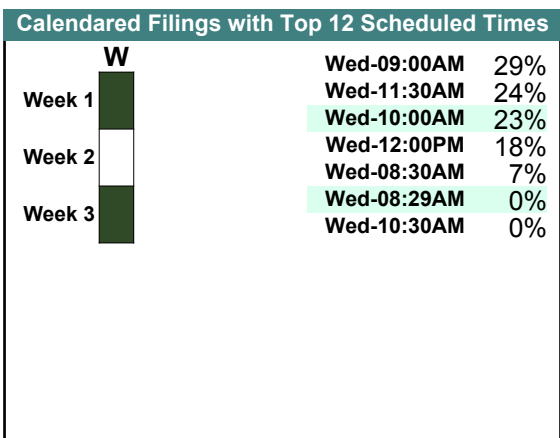 Calendared Filings with Top 12 Scheduled Times
W
Week 1
Week 2
Week 3
Wed-09:00AM 29%
Wed-11:30AM 24%
Wed-10:00AM 23%
Wed-12:00PM 18%
Wed-08:30AM 7%
Wed-08:29AM 0%
Wed-10:30AM 0%